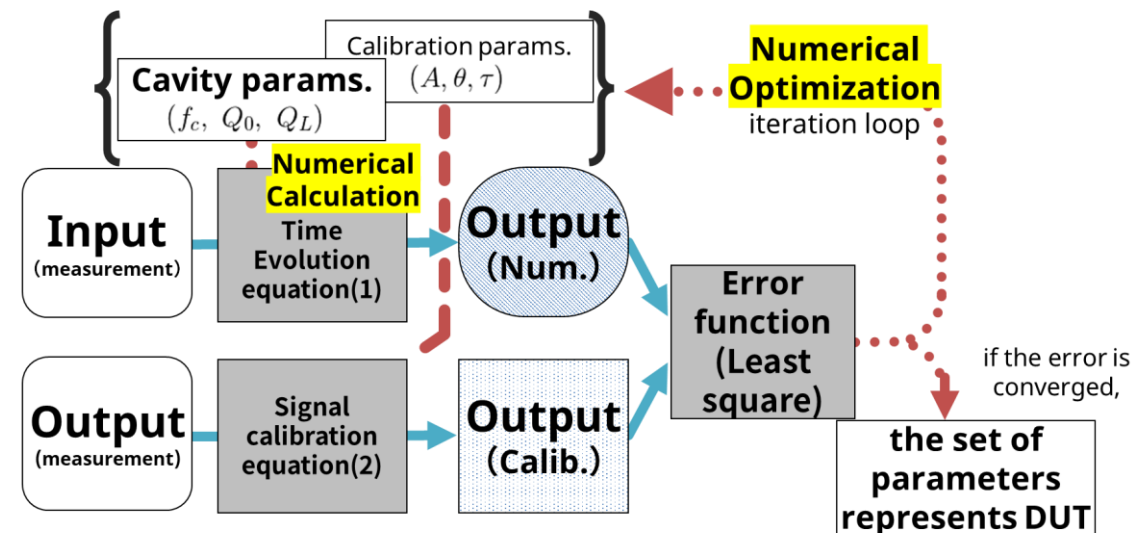 Calibration params.
(A, θ, τ)
Cavity params.
(f_c, Q_0, Q_L)
Numerical
Optimization
iteration loop
Numerical
Calculation
Input
(measurement)
Time
Evolution
equation(1)
Output
(Num.)
Error
function
(Least
square)
Output
(measurement)
Signal
calibration
equation(2)
Output
(Calib.)
if the error is
converged,
the set of
parameters
represents DUT